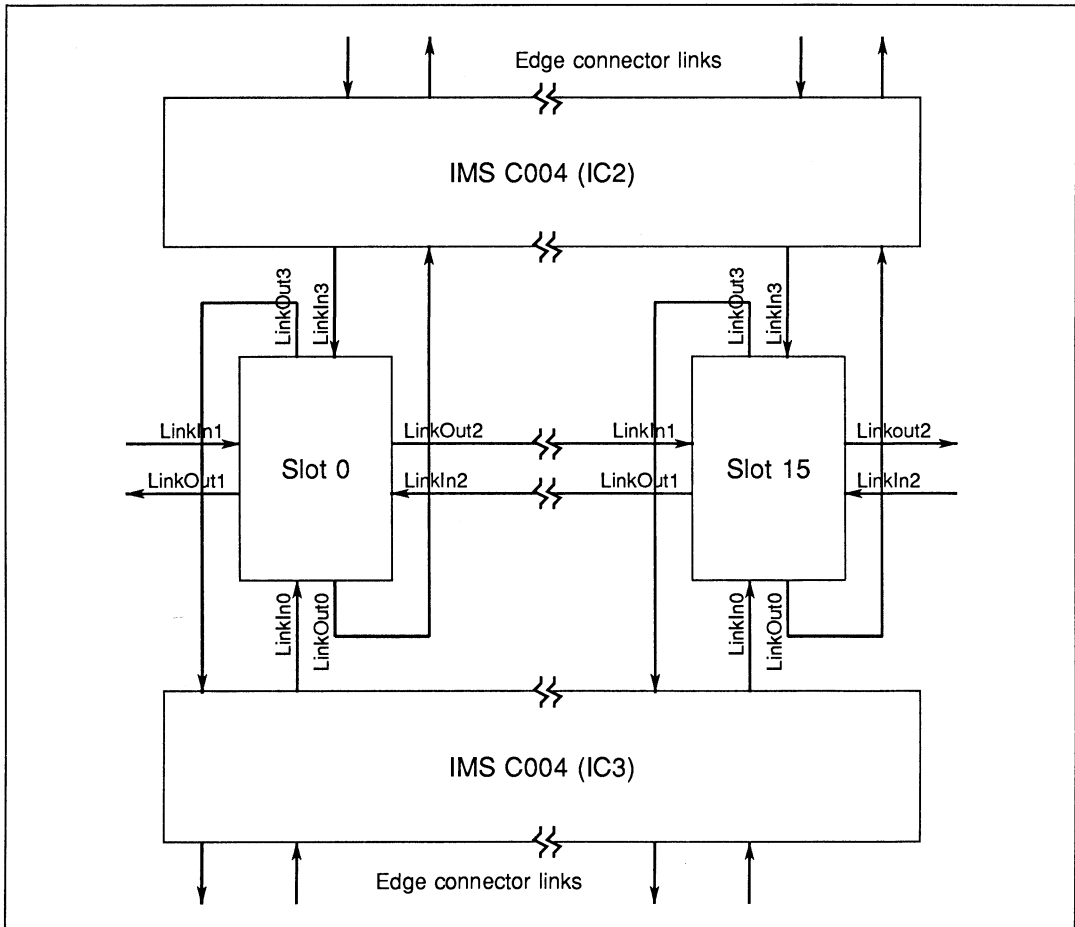 Edge connector links
IMS C004 (IC2)
LinkOut3
LinkIn3
LinkOut3
LinkIn3
LinkIn1
LinkOut2
LinkIn1
Linkout2
Slot 0
Slot 15
LinkOut1
LinkIn2
LinkOut1
LinkIn2
LinkIn0
LinkOut0
LinkIn0
LinkOut0
IMS C004 (IC3)
Edge connector links